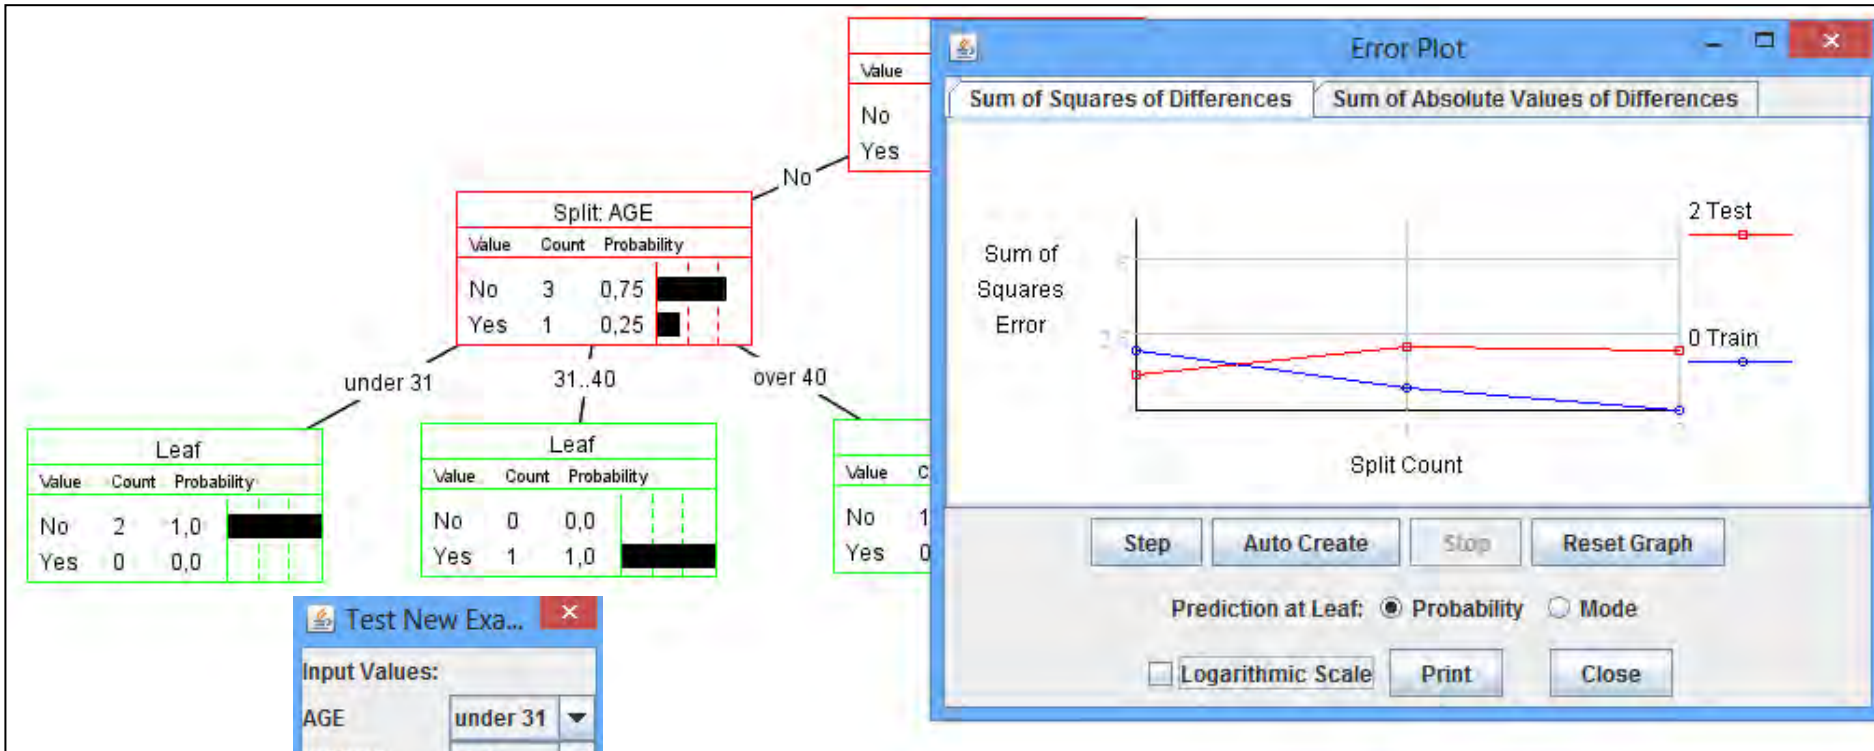 Value
No
Yes
No
Split: AGE
Value Count Probability
No 3 0,75
Yes 1 0,25
under 31
31..40
over 40
Leaf
Value Count Probability
No 2 1,0
Yes 0 0,0
Leaf
Value Count Probability
No 0 0,0
Yes 1 1,0
Value C
No 1
Yes 0
Error Plot
Sum of Squares of Differences
Sum of Absolute Values of Differences
Sum of
Squares
Error
2 Test
0 Train
Split Count
Step
Auto Create
Stop
Reset Graph
Prediction at Leaf: Probability Mode
Logarithmic Scale
Print
Close
Test New Exa...
Input Values:
AGE under 31